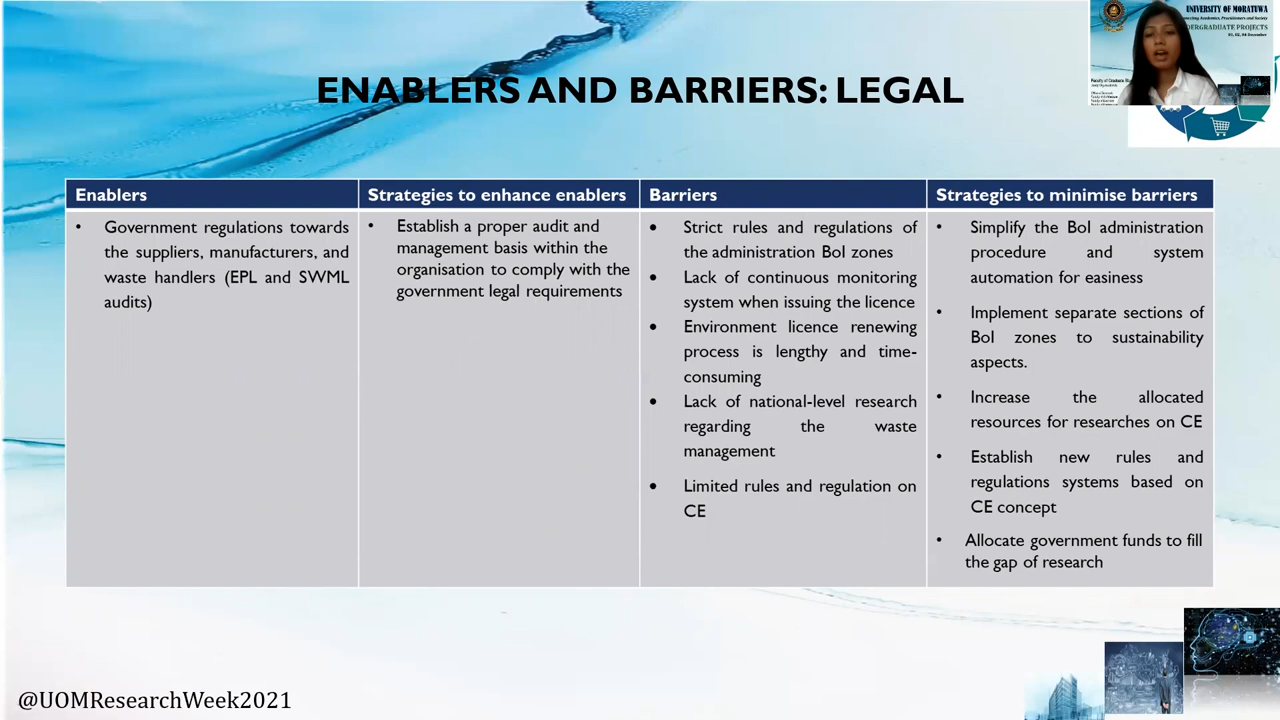 UNIVERSITY OF MORATUWA
ENABLERS AND BARRIERS: LEGAL
Enablers
Government regulations towards
the suppliers, manufacturers, and
waste handlers (EPL and SWML
audits)
Strategies to enhance enablers
Establish a proper audit and
management basis within the
organisation to comply with the
government legal requirements
Barriers
Strict rules and regulations of
the administration BoI zones
Lack of continuous monitoring
system when issuing the licence
Environment licence renewing
process is lengthy and time-
consuming
Lack of national-level research
regarding the waste
management
Limited rules and regulation on
CE
Strategies to minimise barriers
Simplify the BoI administration
procedure and system
automation for easiness
Implement separate sections of
BoI zones to sustainability
aspects.
Increase the allocated
resources for researches on CE
Establish new rules and
regulations systems based on
CE concept
Allocate government funds to fill
the gap of research
@UOMResearchWeek2021